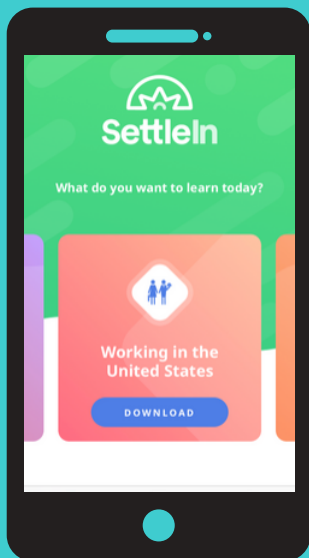 SettleIn
What do you want to learn today?
Working in the
United States
DOWNLOAD